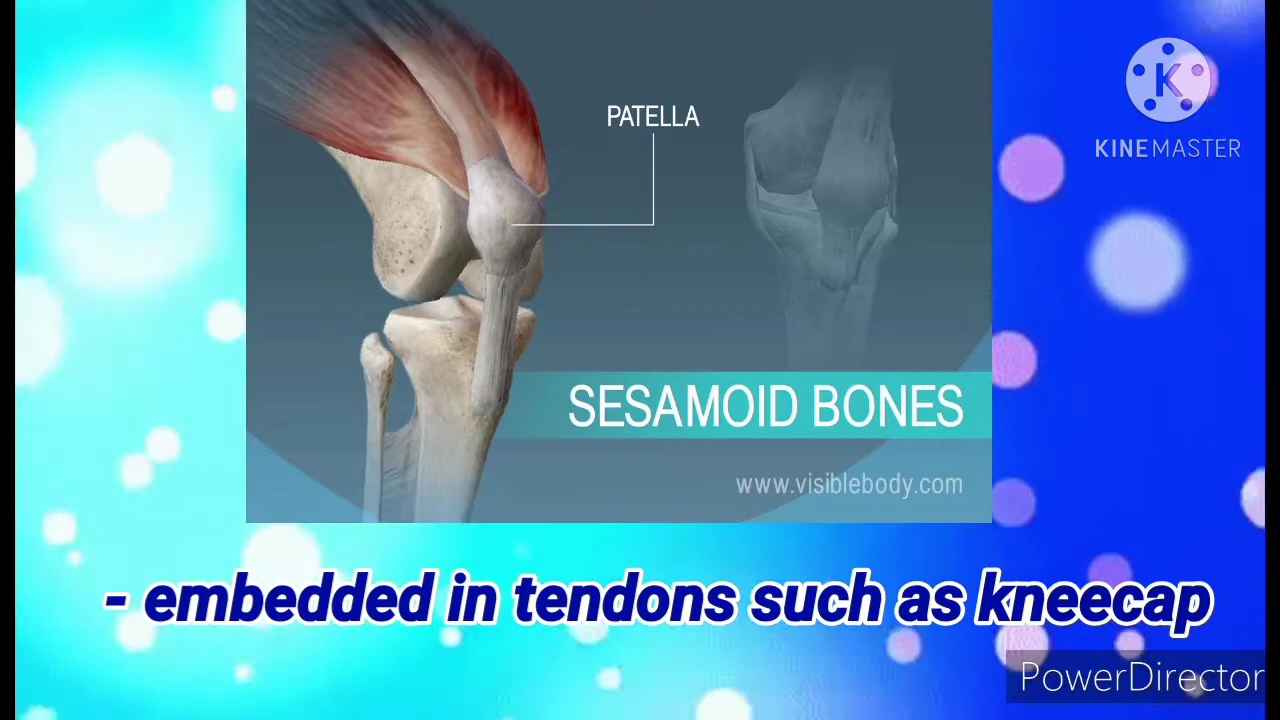 PATELLA
K
KINEMASTER
SESAMOID BONES
www.visiblebody.com
- embedded in tendons such as kneecap
PowerDirector